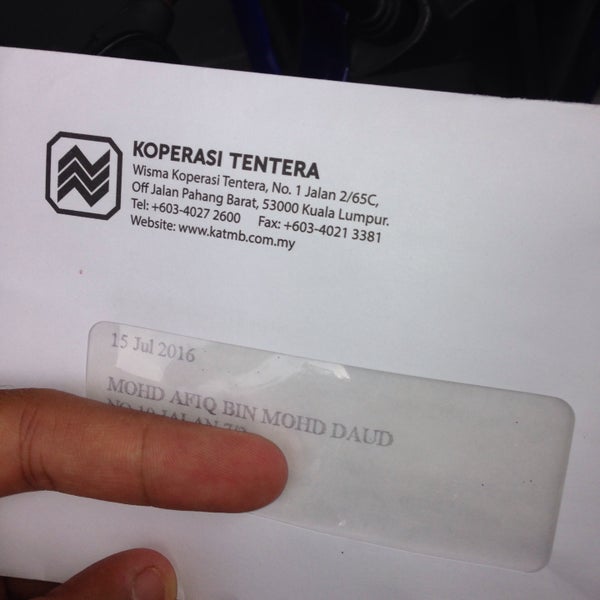 KOPERASI TENTERA
Wisma Koperasi Tentera, No. 1 Jalan 2/65C,
Off Jalan Pahang Barat, 53000 Kuala Lumpur.
Tel: +603-4027 2600 Fax: +603-4021 3381
Website: www.katmb.com.my
15 Jul 2016
MOHD AFIQ BIN MOHD DAUD
JALAN